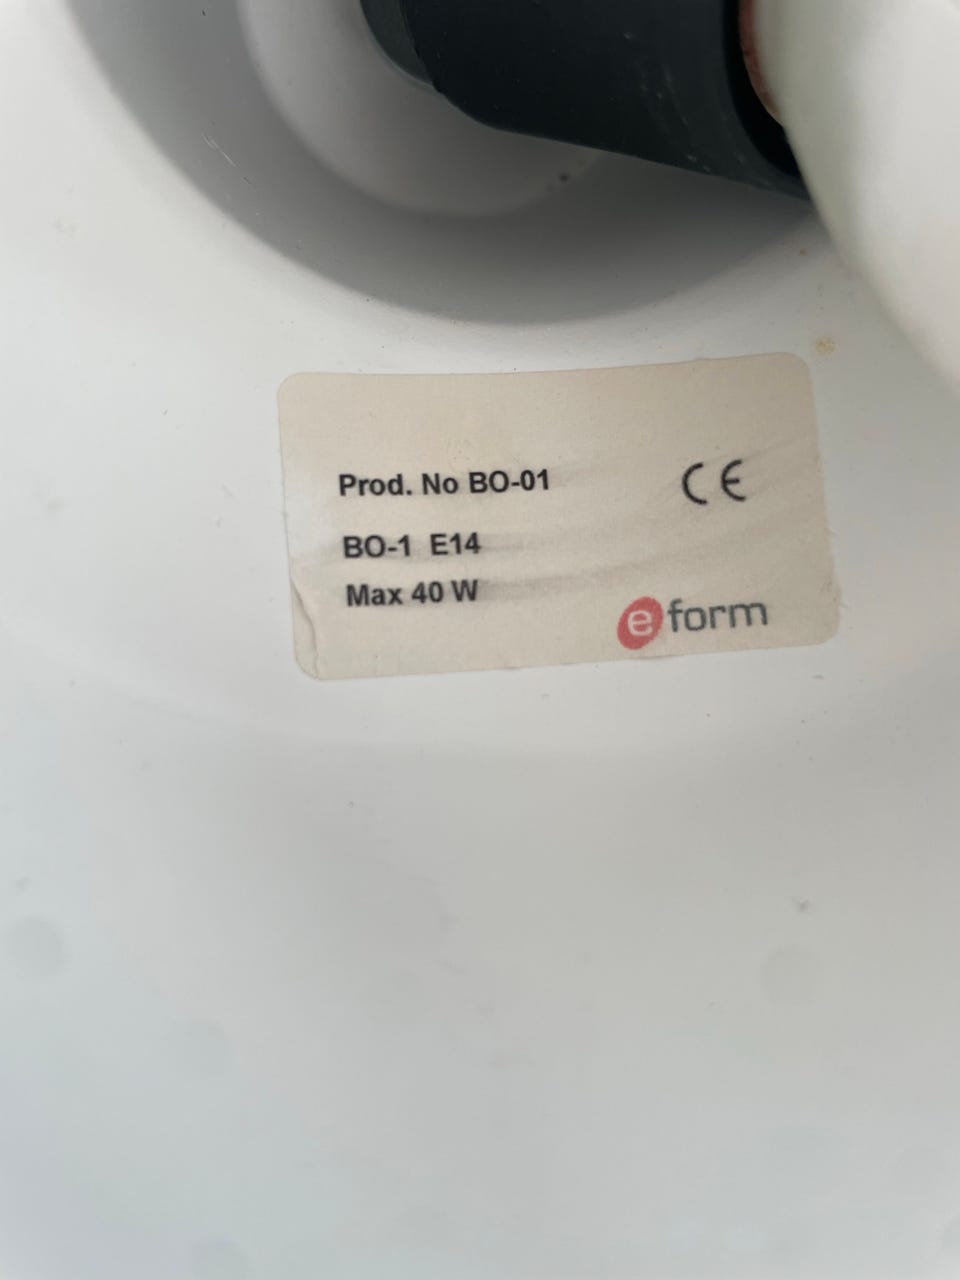 Prod. No BO-01
CE
BO-1 E14
Max 40 W
eform